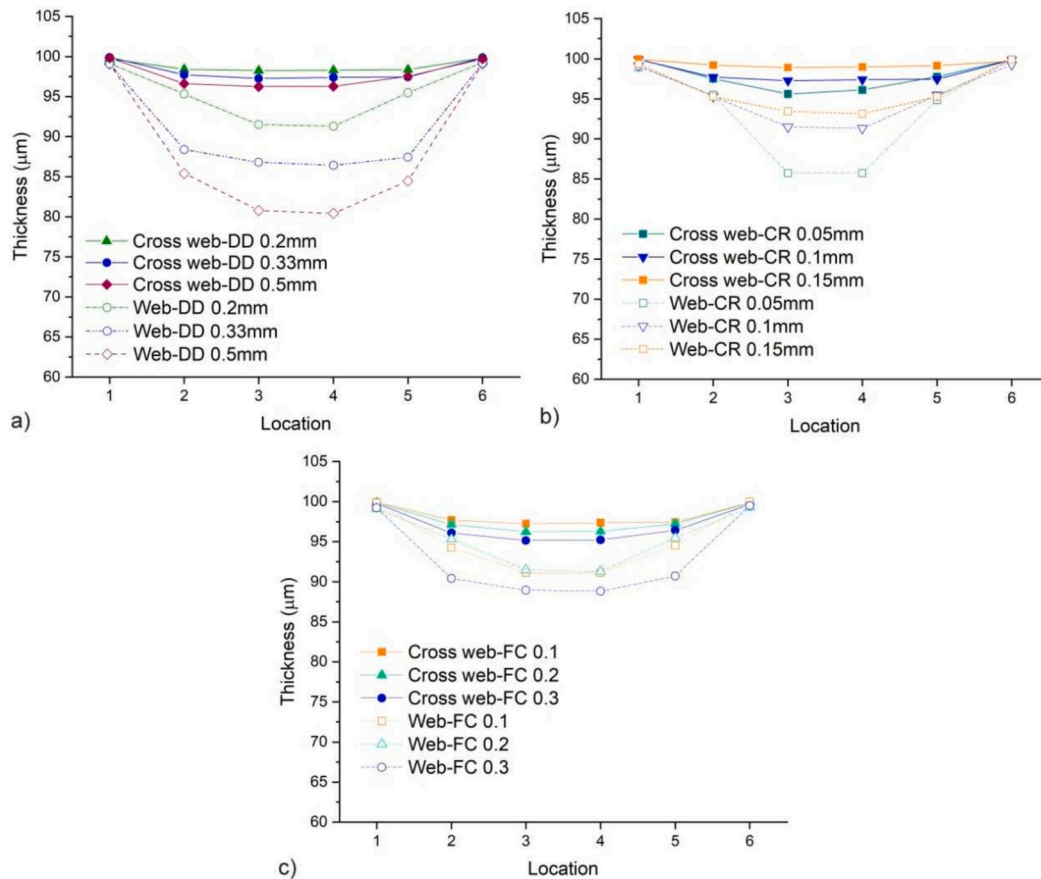 105
100
95
90
85
80
75
70
65
60
Thickness (μm)
Cross web-DD 0.2mm
Cross web-DD 0.33mm
Cross web-DD 0.5mm
Web-DD 0.2mm
Web-DD 0.33mm
Web-DD 0.5mm
1 2 3 4 5 6
Location
a)
105
100
95
90
85
80
75
70
65
60
Thickness (μm)
Cross web-CR 0.05mm
Cross web-CR 0.1mm
Cross web-CR 0.15mm
Web-CR 0.05mm
Web-CR 0.1mm
Web-CR 0.15mm
1 2 3 4 5 6
Location
b)
105
100
95
90
85
80
75
70
65
60
Thickness (μm)
Cross web-FC 0.1
Cross web-FC 0.2
Cross web-FC 0.3
Web-FC 0.1
Web-FC 0.2
Web-FC 0.3
1 2 3 4 5 6
Location
c)